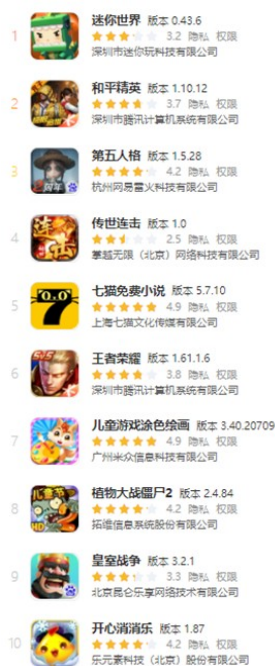 1
迷你世界 版本 0.43.6
3.2 隐私 权限
深圳市迷你玩科技有限公司
2
和平精英 版本 1.10.12
3.7 隐私 权限
深圳市腾讯计算机系统有限公司
3
第五人格 版本 1.5.28
4.2 隐私 权限
杭州网易雷火科技有限公司
4
传世连击 版本 1.0
2.5 隐私 权限
掌越无限（北京）网络科技有限公司
5
七猫免费小说 版本 5.7.10
4.9 隐私 权限
上海七猫文化传媒有限公司
6
王者荣耀 版本 1.61.1.6
3.8 隐私 权限
深圳市腾讯计算机系统有限公司
7
儿童游戏涂色绘画 版本 3.40.20709
4.9 隐私 权限
广州米众信息科技有限公司
8
植物大战僵尸2 版本 2.4.84
4.2 隐私 权限
拓维信息系统股份有限公司
9
皇室战争 版本 3.2.1
3.3 隐私 权限
北京昆仑乐享网络技术有限公司
10
开心消消乐 版本 1.87
4.2 隐私 权限
乐元素科技（北京）股份有限公司